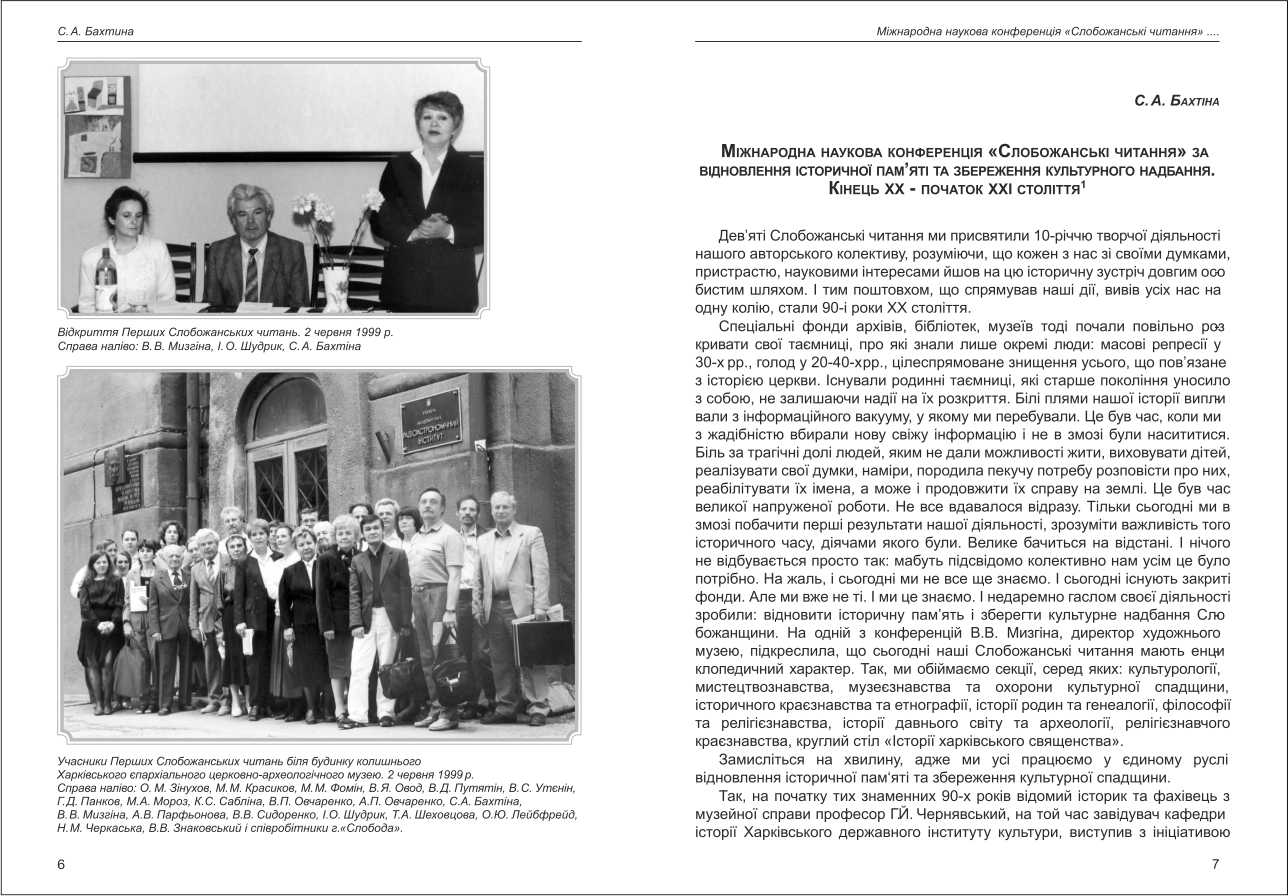 С. А. Бахтина
Відкриття Перших Слобожанських читань. 2 червня 1999 р.
Справа наліво: В. В. Мизгіна, І. О. Шудрик, С. А. Бахтіна
УКРАЇНА
РАДІОАСТРОНОМІЧНИЙ
ІНСТИТУТ
Учасники Перших Слобожанських читань біля будинку колишнього
Харківського єпархіального церковно-археологічного музею. 2 червня 1999 р.
Справа наліво: О. М. Зінухов, М. М. Красиков, М. М. Фомін, В. Я. Овод, В. Д. Путятін, В. С. Утєнін,
Г. Д. Панков, М.А. Мороз, К.С. Сабліна, В.П. Овчаренко, А.П. Овчаренко, С.А. Бахтіна,
В. В. Мизгіна, А.В. Парфьонова, В.В. Сидоренко, І.О. Шудрик, Т.А. Шеховцова, О.Ю. Лейбфрейд,
Н. М. Черкаська, В.В. Знаковський і співробітники г.«Слобода».
6
Міжнародна наукова конференція «Слобожанські читання» ....
С. А. Бахтіна
Міжнародна наукова конференція «Слобожанські читання» за
відновлення історичної пам’яті та збереження культурного надбання.
Кінець ХХ - початок ХХІ століття1
Дев’яті Слобожанські читання ми присвятили 10-річчю творчої діяльності
нашого авторського колективу, розуміючи, що кожен з нас зі своїми думками,
пристрастю, науковими інтересами йшов на цю історичну зустріч довгим осо
бистим шляхом. І тим поштовхом, що спрямував наші дії, вивів усіх нас на
одну колію, стали 90-і роки ХХ століття.
Спеціальні фонди архівів, бібліотек, музеїв тоді почали повільно роз
кривати свої таємниці, про які знали лише окремі люди: масові репресії у
30-х рр., голод у 20-40-хрр., цілеспрямоване знищення усього, що пов’язане
з історією церкви. Існували родинні таємниці, які старше покоління уносило
з собою, не залишаючи надії на їх розкриття. Білі плями нашої історії випли
вали з інформаційного вакууму, у якому ми перебували. Це був час, коли ми
з жадібністю вбирали нову свіжу інформацію і не в змозі були наситися.
Біль за трагічні долі людей, яким не дали можливості жити, виховувати дітей,
реалізувати свої думки, наміри, породила пекучу потребу розповісти про них,
реабілітувати їх імена, а може і продовжити їх справу на землі. Це був час
великої напруженої роботи. Не все вдавалося відразу. Тільки сьогодні ми в
змозі побачити перші результати нашої діяльності, зрозуміти важливість того
історичного часу, діячами якого були. Велике бачиться на відстані. І нічого
не відбувається просто так: мабуть підсвідомо колективно нам усім це було
потрібно. На жаль, і сьогодні ми не все ще знаємо. І сьогодні існують закриті
фонди. Але ми вже не ті. І ми це знаємо. І недаремно гаслом своєї діяльності
зробили: відновити історичну пам’ять і зберегти культурне надбання Сло
божанщини. На одній з конференцій В.В. Мизгіна, директор художнього
музею, підкреслила, що сьогодні наші Слобожанські читання мають енци
клопедичний характер. Так, ми обіймаємо секції, серед яких: культурології,
мистецтвознавства, музеєзнавства та охорони культурної спадщини,
історичного краєзнавства та етнографії, історії родин та генеалогії, філософії
та релігієзнавства, історії давнього світу та археології, релігієзнавчого
краєзнавства, круглий стіл «Історії харківського священства».
Замисліться на хвилину, адже ми усі працюємо у єдиному руслі
відновлення історичної пам‘яті та збереження культурної спадщини.
Так, на початку тих знаменних 90-х років відомий історик та фахівець з
музейної справи професор Г.Й. Чернявський, на той час завідувач кафедри
історії Харківського державного інституту культури, виступив з ініціативою
7